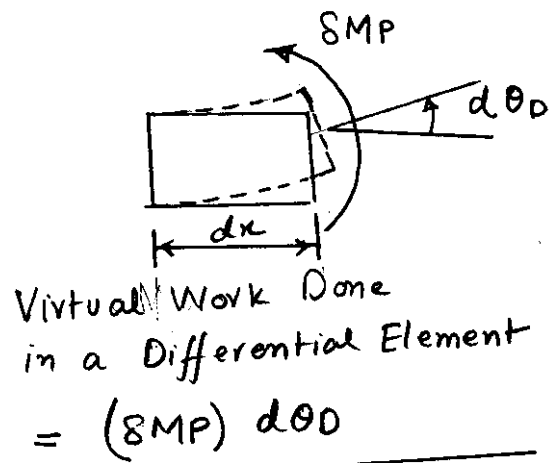 δMP
dθD
dx
Virtual Work Done
in a Differential Element
= (δMP) dθD